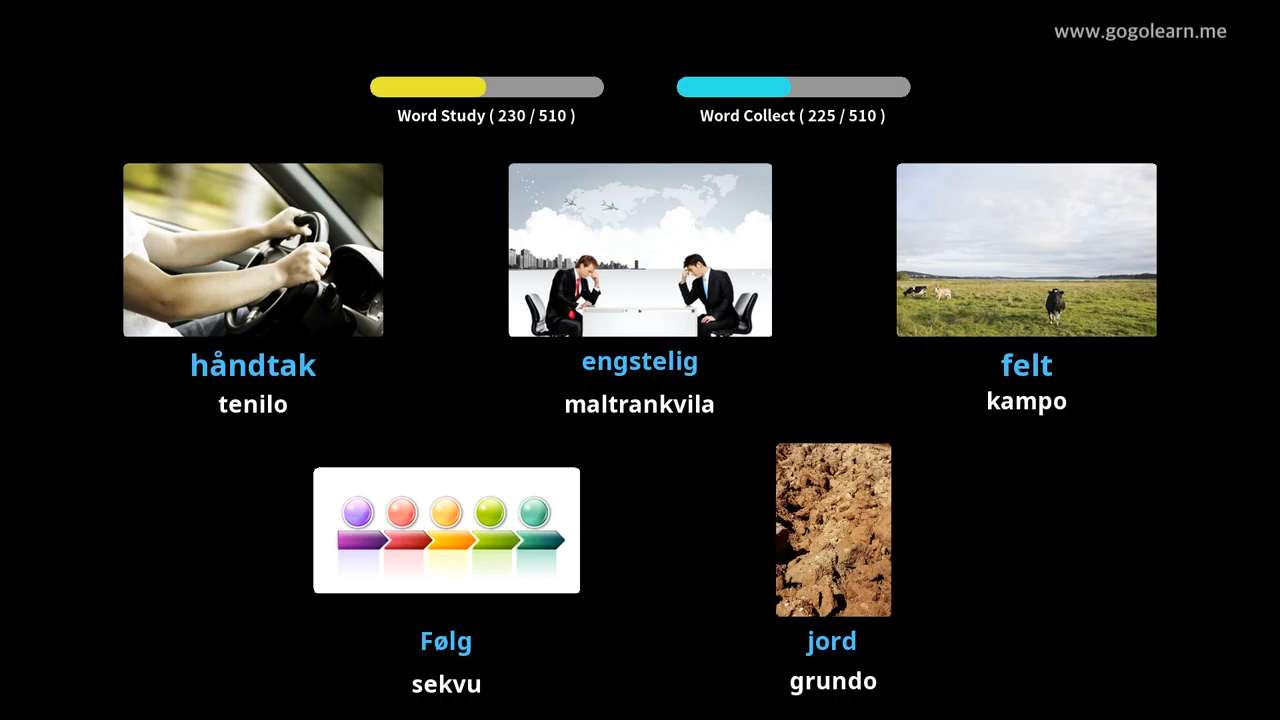 www.gogolearn.me
Word Study ( 230 / 510 )
Word Collect ( 225 / 510 )
håndtak
tenilo
engstelig
maltrankvila
felt
kampo
Følg
sekvu
jord
grundo